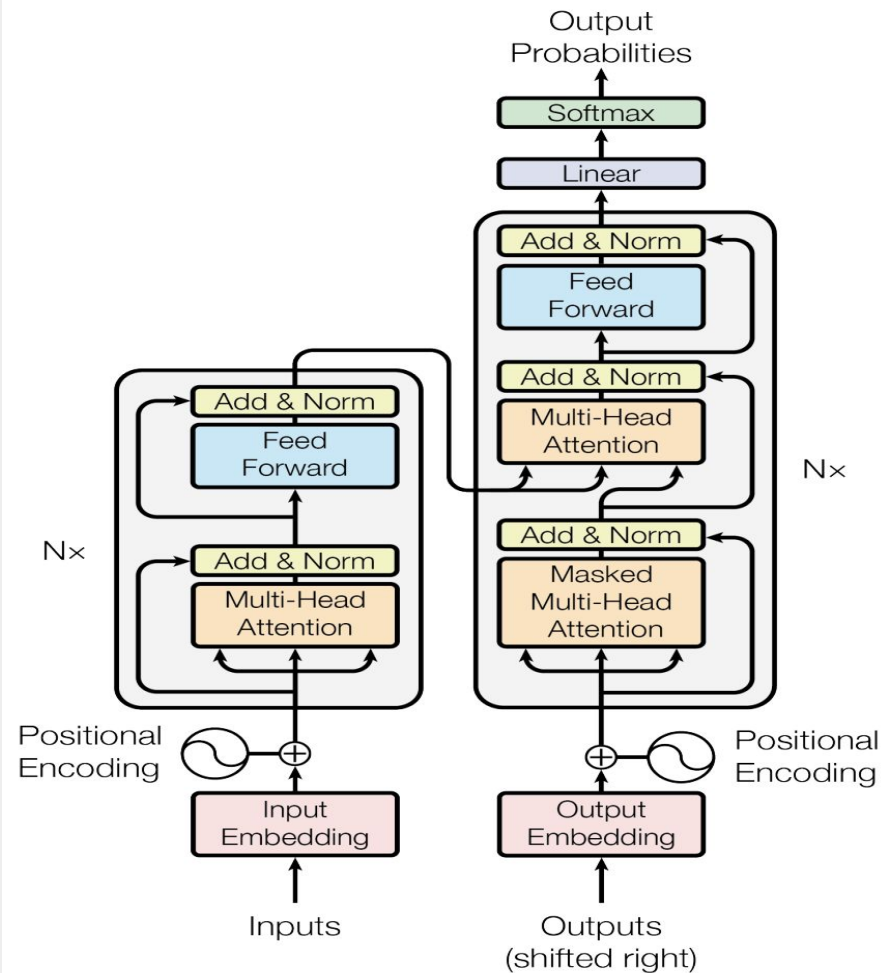 Output
Probabilities
Softmax
Linear
Add & Norm
Feed
Forward
Add & Norm
Multi-Head
Attention
Add & Norm
Masked
Multi-Head
Attention
Nx
Add & Norm
Feed
Forward
Add & Norm
Multi-Head
Attention
Nx
Positional
Encoding
Positional
Encoding
Input
Embedding
Output
Embedding
Inputs
Outputs
(shifted right)